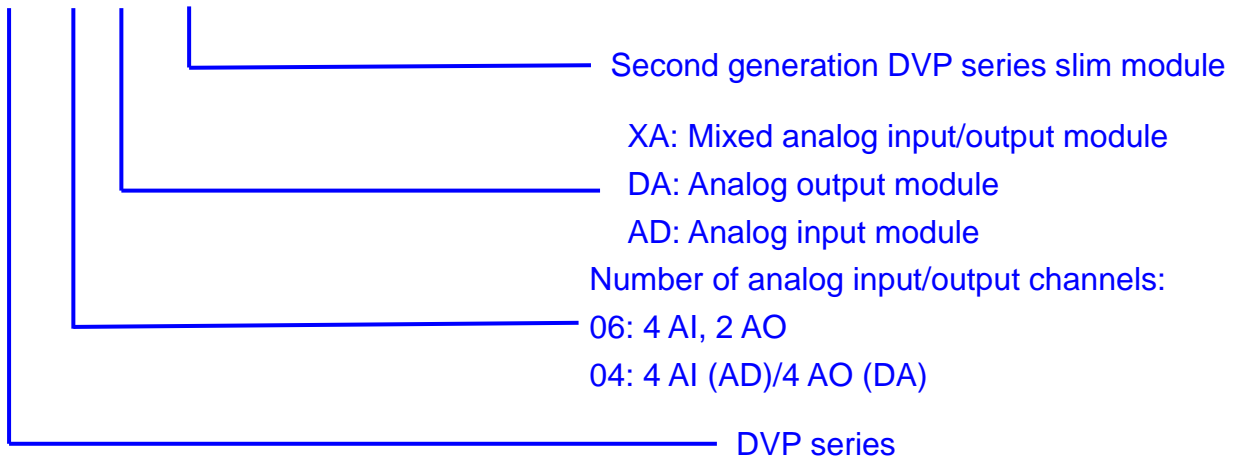 Second generation DVP series slim module
XA: Mixed analog input/output module
DA: Analog output module
AD: Analog input module
Number of analog input/output channels:
06: 4 AI, 2 AO
04: 4 AI (AD)/4 AO (DA)
DVP series